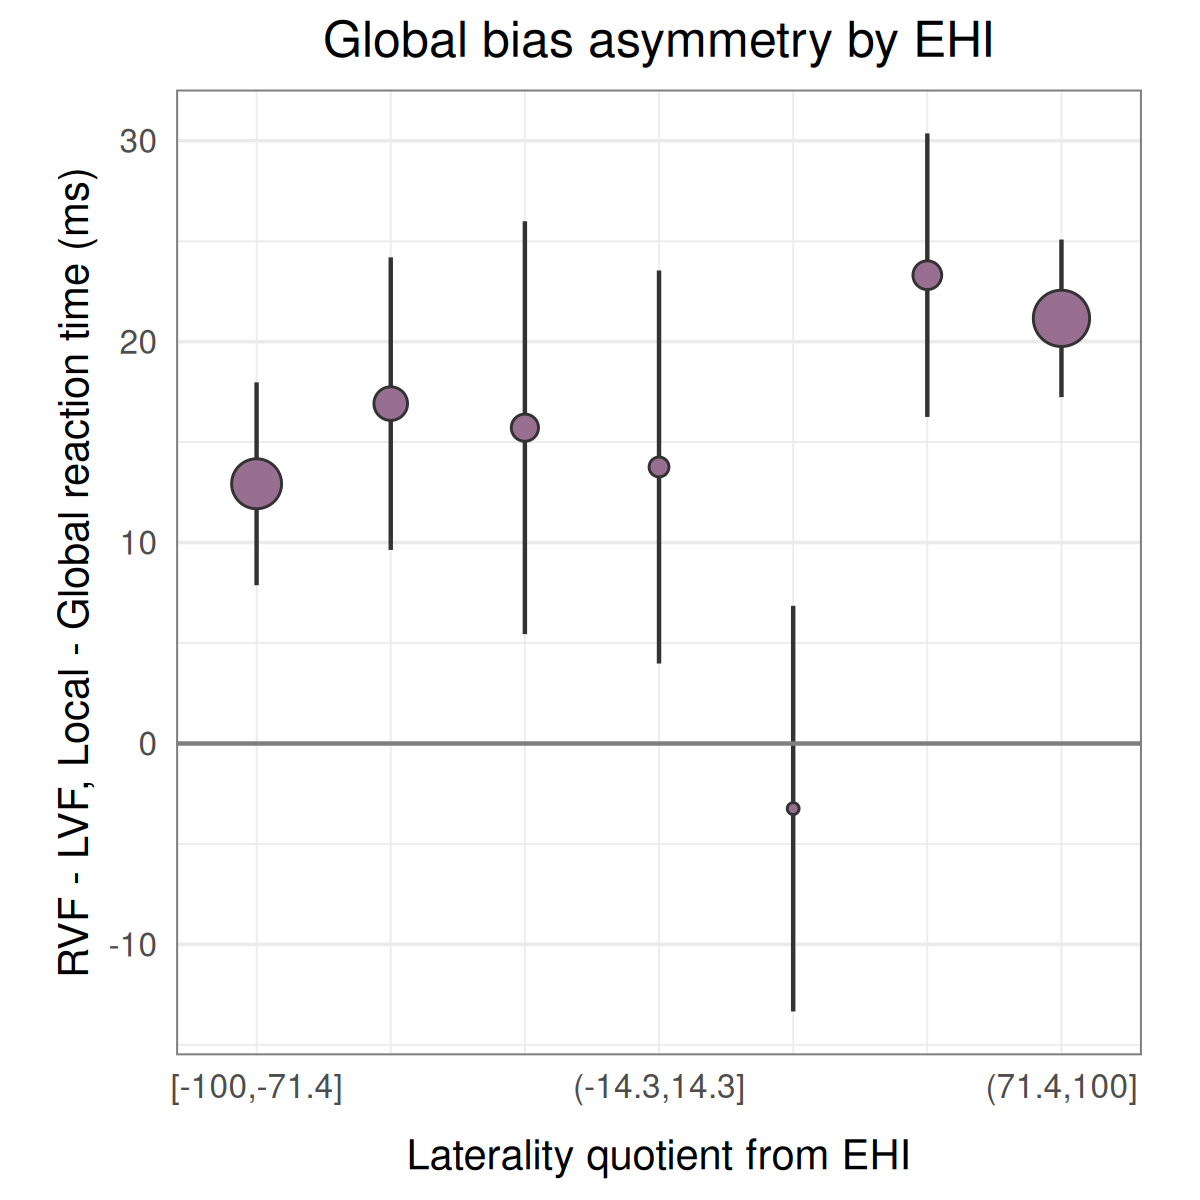 Global bias asymmetry by EHI
RVF - LVF, Local - Global reaction time (ms)
30
20
10
0
-10
[-100,-71.4]
(-14.3,14.3]
(71.4,100]
Laterality quotient from EHI